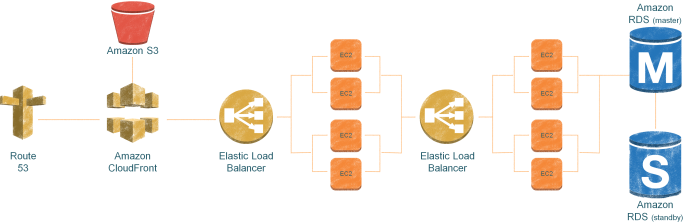 Amazon
RDS (master)
Amazon S3
EC2
EC2
M
EC2
EC2
Route
53
Amazon
CloudFront
Elastic Load
Balancer
EC2
EC2
Elastic Load
Balancer
EC2
EC2
S
Amazon
RDS (standby)